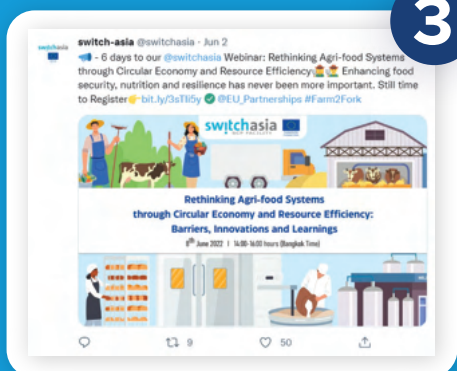 3
switch-asia @switchasia · Jun 2
📣 - 6 days to our @switchasia Webinar: Rethinking Agri-food Systems
through Circular Economy and Resource Efficiency🧑‍🌾👩‍🌾 Enhancing food
security, nutrition and resilience has never been more important. Still time
to Register👉bit.ly/3sTli5y ✅ @EU_Partnerships #Farm2Fork
switchasia
Rethinking Agri-food Systems
through Circular Economy and Resource Efficiency:
Barriers, Innovations and Learnings
8th June 2022 | 14:00-16:00 hours (Bangkok Time)
9
50